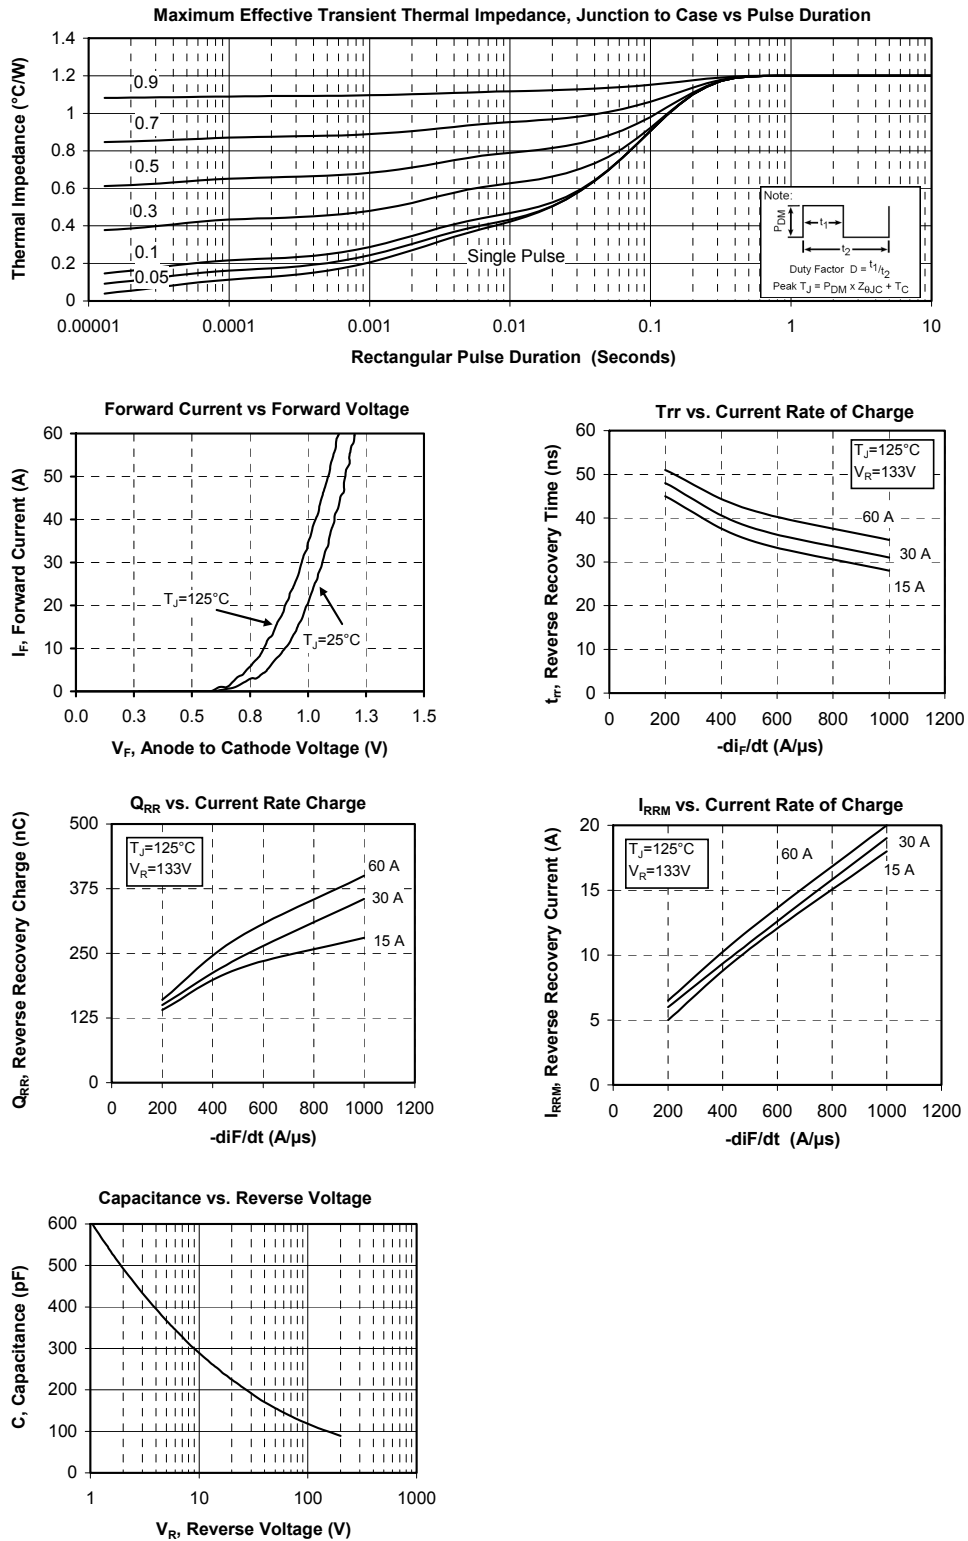 Maximum Effective Transient Thermal Impedance, Junction to Case vs Pulse Duration
Thermal Impedance (°C/W)
1.4
1.2
1.0
0.8
0.6
0.4
0.2
0
0.9
0.7
0.5
0.3
0.1
0.05
Single Pulse
Note:
PDM
t1
t2
Duty Factor D = t1/t2
Peak TJ = PDM x ZθJC + TC
0.00001
0.0001
0.001
0.01
0.1
1
10
Rectangular Pulse Duration (Seconds)
Forward Current vs Forward Voltage
IF, Forward Current (A)
60
50
40
30
20
10
0
TJ=125°C
TJ=25°C
0.0
0.3
0.5
0.8
1.0
1.3
1.5
VF, Anode to Cathode Voltage (V)
Trr vs. Current Rate of Charge
trr, Reverse Recovery Time (ns)
60
50
40
30
20
10
0
TJ=125°C
VR=133V
60 A
30 A
15 A
0
200
400
600
800
1000
1200
-diF/dt (A/µs)
QRR vs. Current Rate Charge
QRR, Reverse Recovery Charge (nC)
500
375
250
125
0
TJ=125°C
VR=133V
60 A
30 A
15 A
0
200
400
600
800
1000
1200
-diF/dt (A/µs)
IRRM vs. Current Rate of Charge
IRRM, Reverse Recovery Current (A)
20
15
10
5
0
TJ=125°C
VR=133V
60 A
30 A
15 A
0
200
400
600
800
1000
1200
-diF/dt (A/µs)
Capacitance vs. Reverse Voltage
C, Capacitance (pF)
600
500
400
300
200
100
0
1
10
100
1000
VR, Reverse Voltage (V)